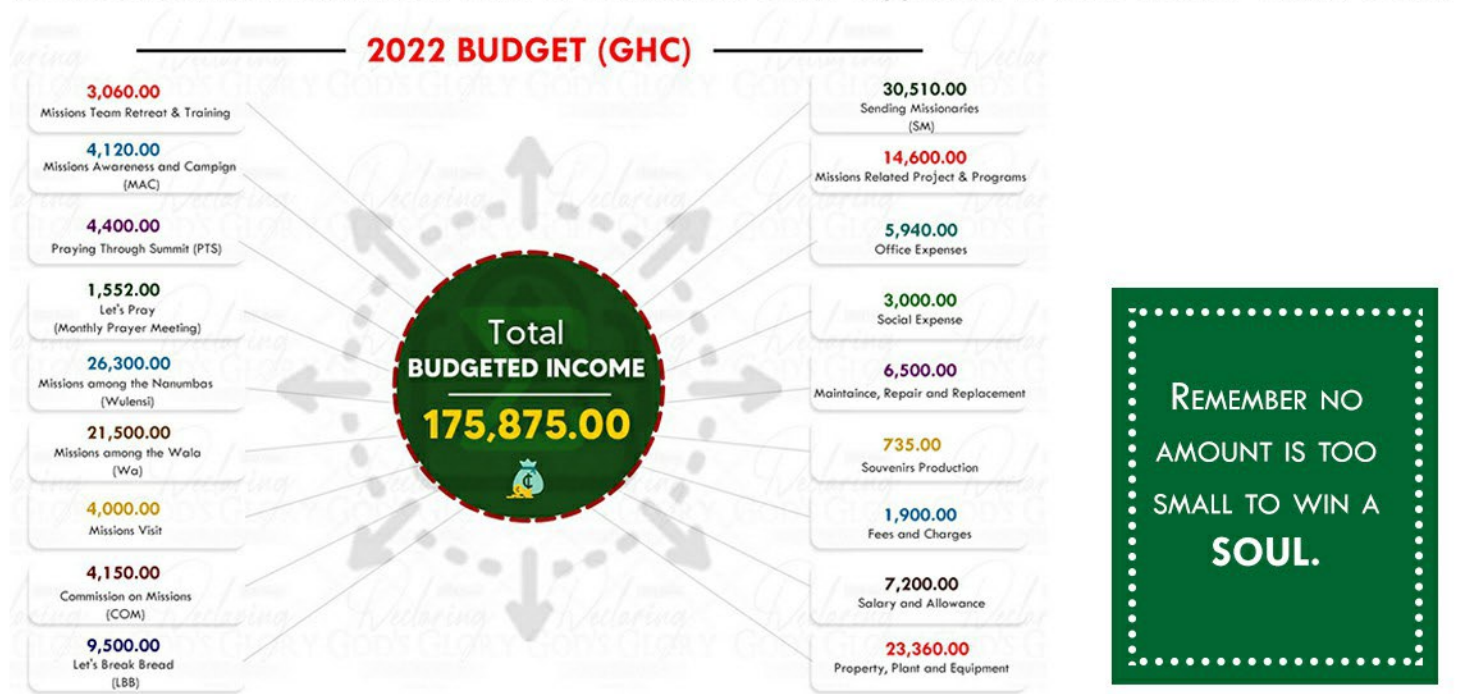 2022 BUDGET (GHC)
3,060.00
Missions Team Retreat & Training
4,120.00
Missions Awareness and Campign
(MAC)
4,400.00
Praying Through Summit (PTS)
1,552.00
Let's Pray
(Monthly Prayer Meeting)
26,300.00
Missions among the Nanumbas
(Wulensi)
21,500.00
Missions among the Wala
(Wa)
4,000.00
Missions Visit
4,150.00
Commission on Missions
(COM)
9,500.00
Let's Break Bread
(LBB)
Total
BUDGETED INCOME
175,875.00
30,510.00
Sending Missionaries
(SM)
14,600.00
Missions Related Project & Programs
5,940.00
Office Expenses
3,000.00
Social Expense
6,500.00
Maintaince, Repair and Replacement
735.00
Souvenirs Production
1,900.00
Fees and Charges
7,200.00
Salary and Allowance
23,360.00
Property, Plant and Equipment
REMEMBER NO
AMOUNT IS TOO
SMALL TO WIN A
SOUL.